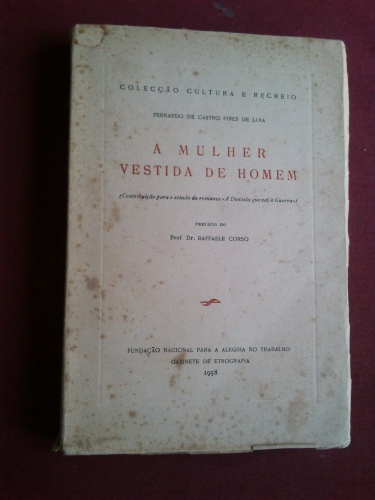 COLECÇÃO CULTURA E RECREIO
FERNANDO DE CASTRO PIRES DE LIMA
A MULHER
VESTIDA DE HOMEM
(Contribuição para o estudo do romance «A Donzela que vai à Guerra»)
PREFÁCIO DO
Prof. Dr. RAFFAELE CORSO
FUNDAÇÃO NACIONAL PARA A ALEGRIA NO TRABALHO
GABINETE DE ETNOGRAFIA
1958